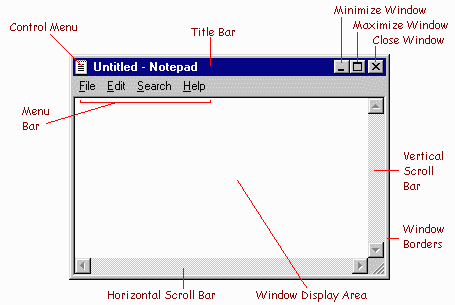 Minimize Window
Control Menu
Title Bar
Maximize Window
Close Window
Untitled - Notepad
File Edit Search Help
Menu
Bar
Vertical
Scroll
Bar
Window
Borders
Horizontal Scroll Bar
Window Display Area